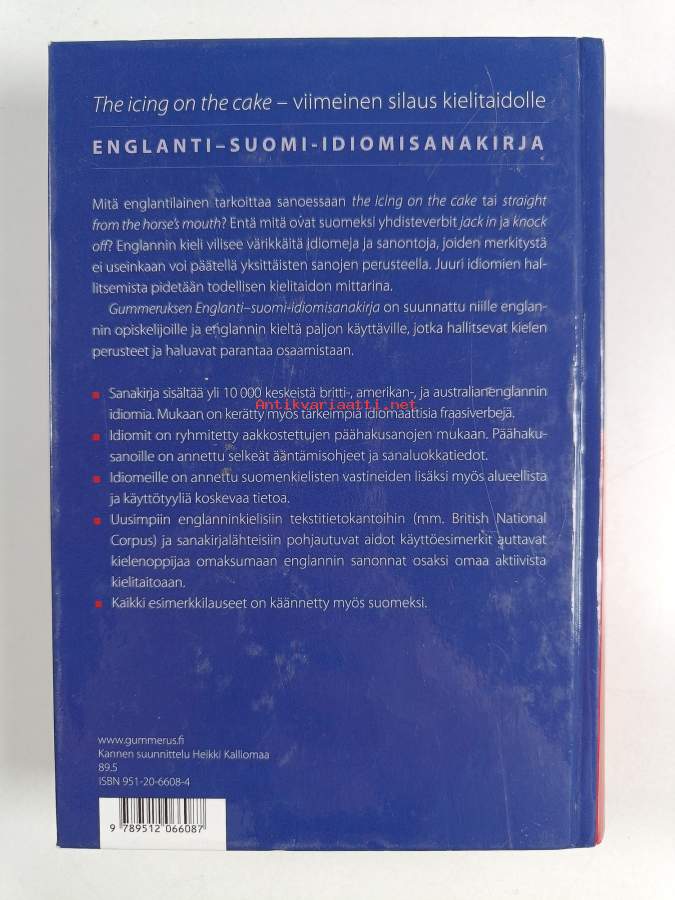 The icing on the cake – viimeinen silaus kielitaidolle
ENGLANTI–SUOMI-IDIOMISANAKIRJA
Mitä englantilainen tarkoittaa sanoessaan the icing on the cake tai straight
from the horse's mouth? Entä mitä ovat suomeksi yhdisteverbit jack in ja knock
off? Englannin kieli vilisee värikkäitä idiomeja ja sanontoja, joiden merkitystä
ei useinkaan voi päätellä yksittäisten sanojen perusteella. Juuri idiomien hal-
litsemista pidetään todellisen kielitaidon mittarina.
Gummeruksen Englanti–suomi-idiomisanakirja on suunnattu niille englan-
nin opiskelijoille ja englannin kieltä paljon käyttäville, jotka hallitsevat kielen
perusteet ja haluavat parantaa osaamistaan.
▪ Sanakirja sisältää yli 10 000 keskeistä britti-, amerikan-, ja australianenglannin
idiomia. Mukaan on kerätty myös tärkeimpiä idiomaattisia fraasiverbejä.
Antikvariaatti.net
▪ Idiomit on ryhmitetty aakkostettujen päähakusanojen mukaan. Päähaku-
sanoille on annettu selkeät ääntämisohjeet ja sanaluokkatiedot.
▪ Idiomeille on annettu suomenkielisten vastineiden lisäksi myös alueellista
ja käyttötyyliä koskevaa tietoa.
▪ Uusimpiin englanninkielisiin tekstitietokantoihin (mm. British National
Corpus) ja sanakirjalähteisiin pohjautuvat aidot käyttöesimerkit auttavat
kielenoppijaa omaksumaan englannin sanonnat osaksi omaa aktiivista
kielitaitoaan.
▪ Kaikki esimerkkilauseet on käännetty myös suomeksi.
www.gummerus.fi
Kannen suunnittelu Heikki Kalliomaa
89.5
ISBN 951-20-6608-4
9 789512 066087